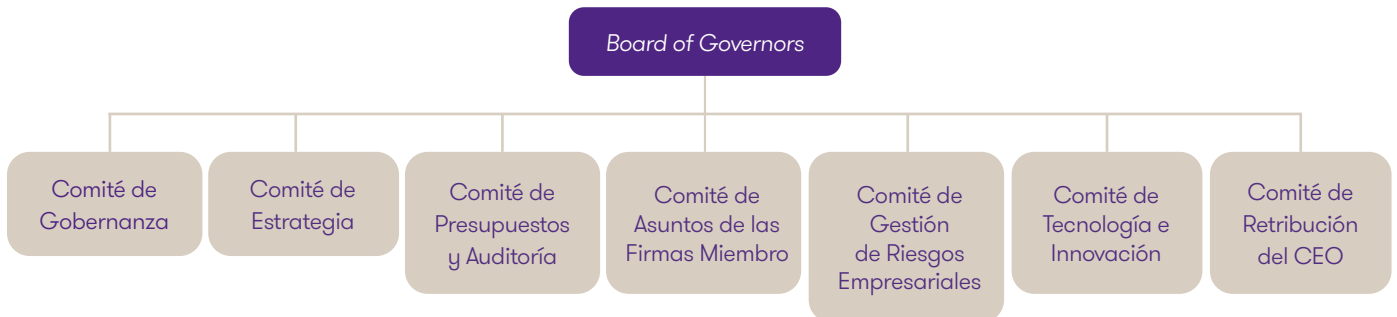 Board of Governors
Comité de
Gobernanza
Comité de
Estrategia
Comité de
Presupuestos
y Auditoría
Comité de
Asuntos de las
Firmas Miembro
Comité de
Gestión
de Riesgos
Empresariales
Comité de
Tecnología e
Innovación
Comité de
Retribución
del CEO